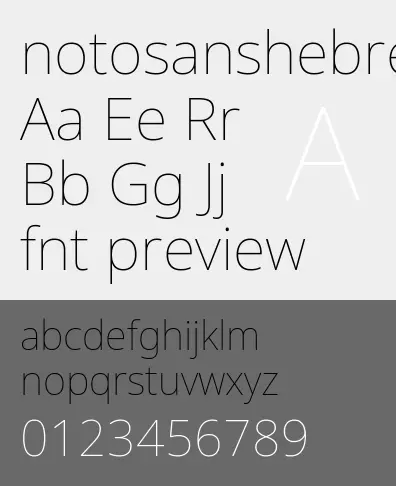 notosanshebre
Aa Ee Rr
A
Bb Gg Jj
fnt preview
abcdefghijklm
nopqrstuvwxyz
0123456789